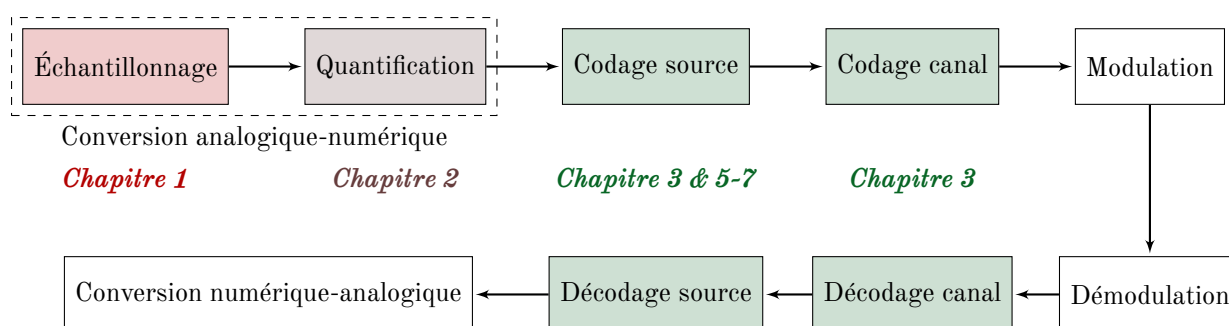 Échantillonnage
Quantification
Codage source
Codage canal
Modulation
Conversion analogique-numérique
Chapitre 1
Chapitre 2
Chapitre 3 & 5-7
Chapitre 3
Conversion numérique-analogique
Décodage source
Décodage canal
Démodulation